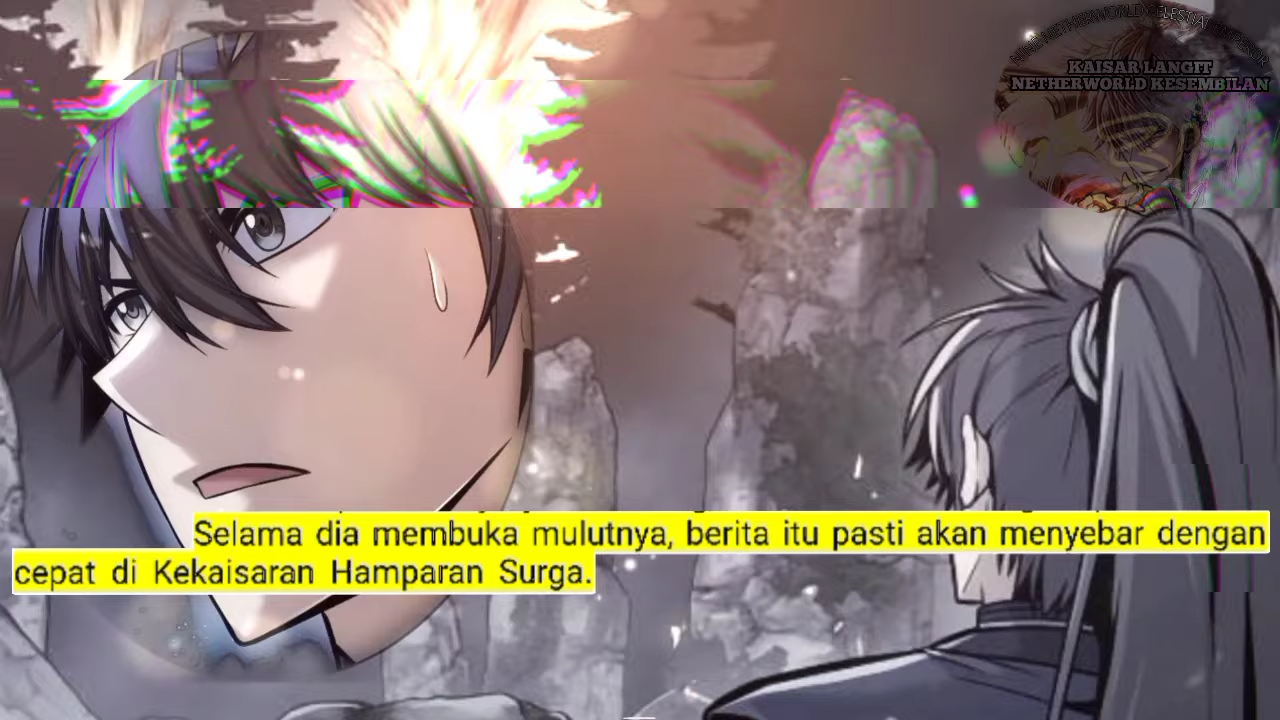 KAISAR LANGIT
NETHERWORLD KESEMBILAN
Selama dia membuka mulutnya, berita itu pasti akan menyebar dengan
cepat di Kekaisaran Hamparan Surga.